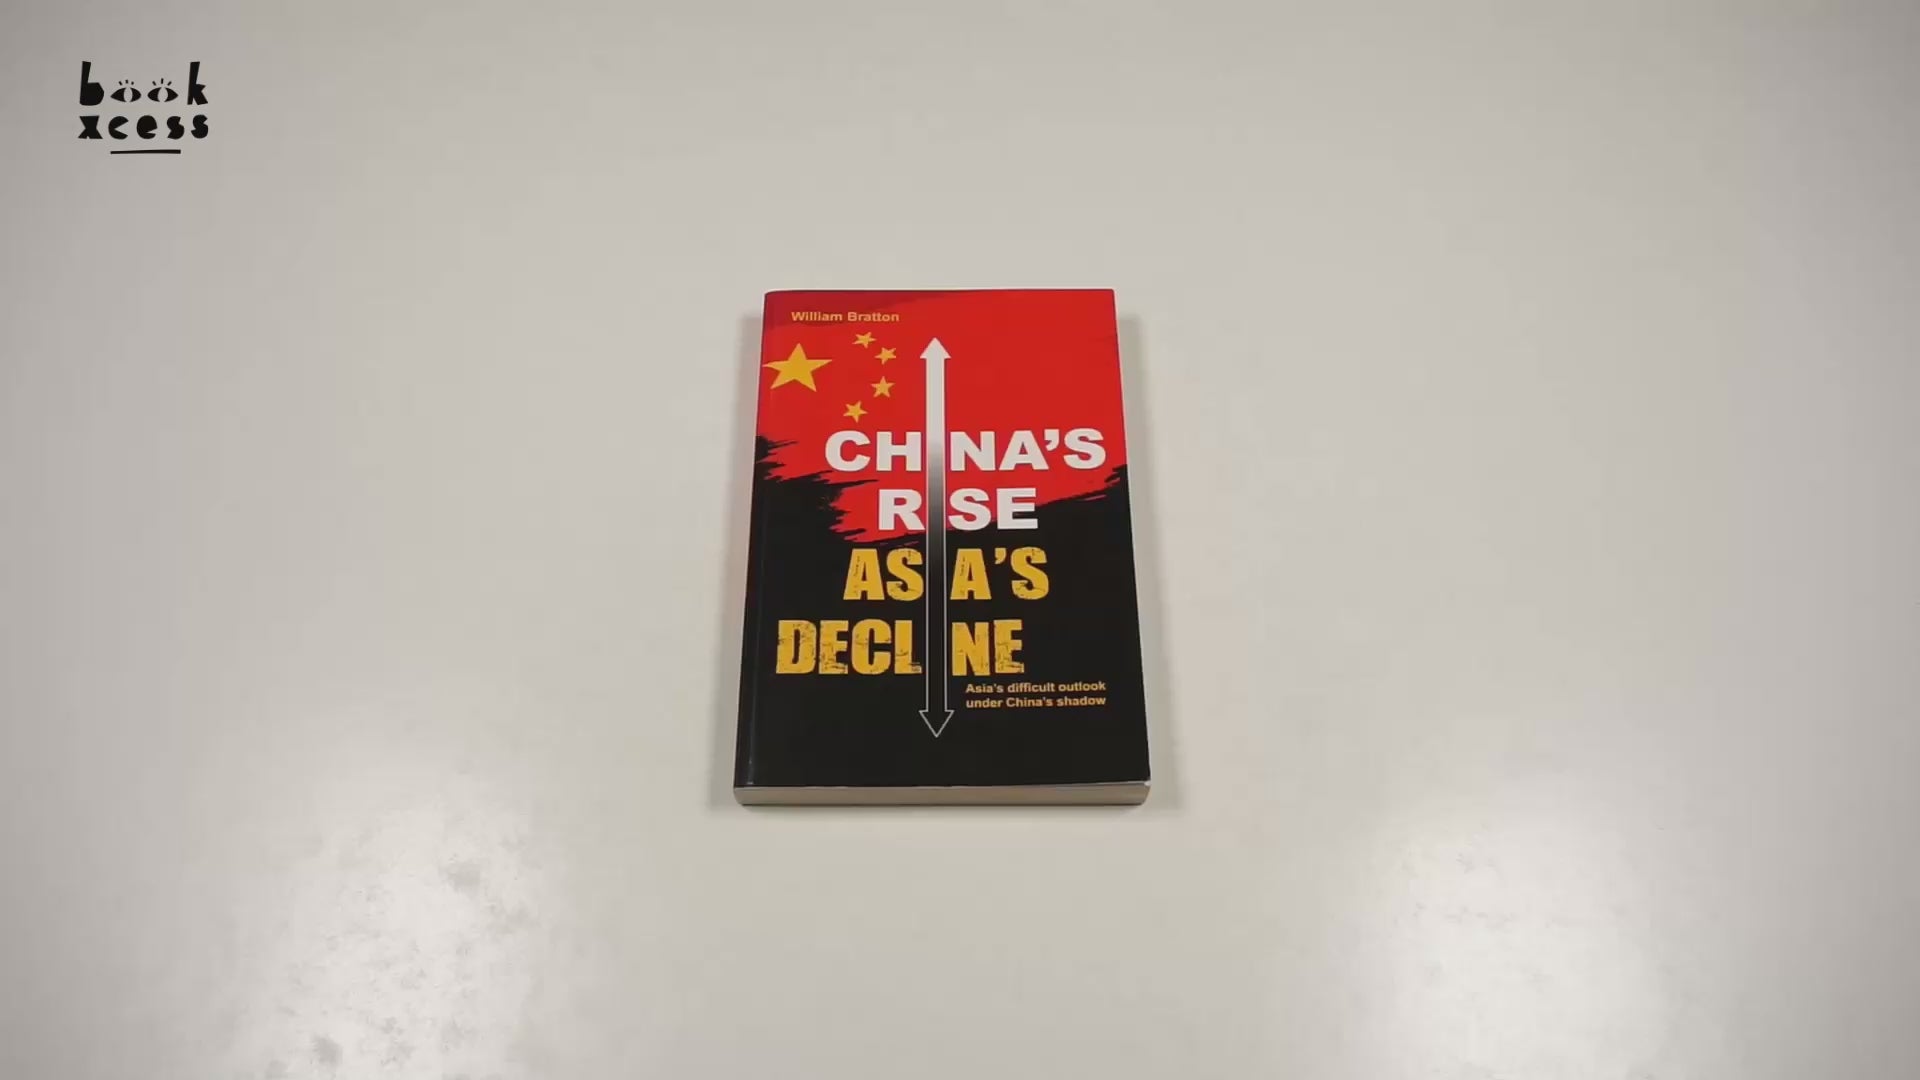 book
xcess
William Bratton
CHINA'S
RISE
ASIA'S
DECLINE
Asia's difficult outlook
under China's shadow